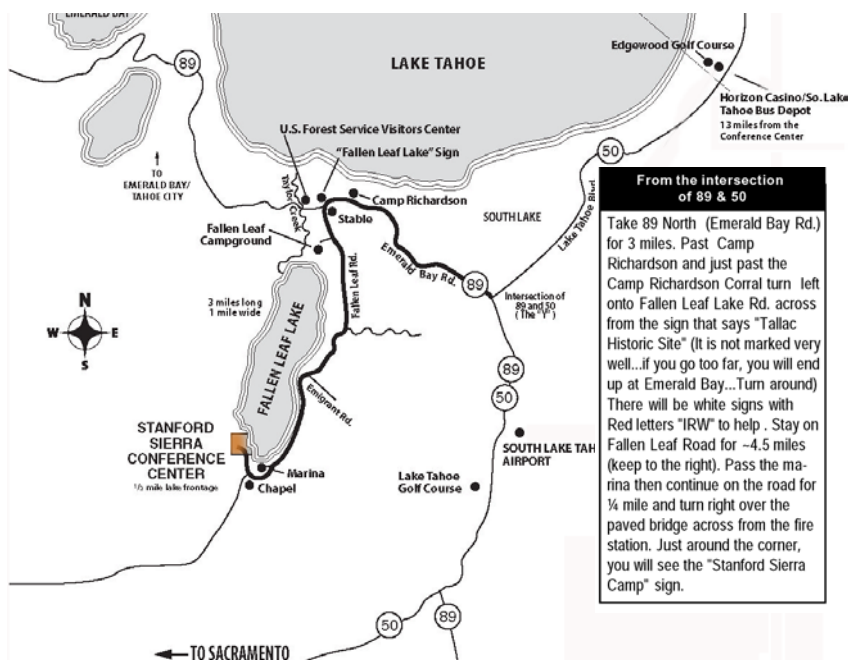 EMERALD BAY
89
LAKE TAHOE
Edgewood Golf Course
Horizon Casino/So. Lake
Tahoe Bus Depot
13 miles from the
Conference Center
U.S. Forest Service Visitors Center
"Fallen Leaf Lake" Sign
50
TO
EMERALD BAY/
TAHOE CITY
Taylor Creek
Camp Richardson
Stable
SOUTH LAKE
Lake Tahoe Blvd
Fallen Leaf
Campground
Fallen Leaf Rd.
Emerald Bay Rd.
89
Intersection of
89 and 50
(The "Y")
3 miles long
1 mile wide
N
W E
S
FALLEN LEAF LAKE
Emigrant Rd.
89
50
STANFORD
SIERRA
CONFERENCE
CENTER
½ mile lake frontage
Marina
Chapel
SOUTH LAKE TAH
AIRPORT
Lake Tahoe
Golf Course
50
89
TO SACRAMENTO
From the intersection
of 89 & 50
Take 89 North (Emerald Bay Rd.)
for 3 miles. Past Camp
Richardson and just past the
Camp Richardson Corral turn left
onto Fallen Leaf Lake Rd. across
from the sign that says "Tallac
Historic Site" (It is not marked very
well...if you go too far, you will end
up at Emerald Bay...Turn around)
There will be white signs with
Red letters "IRW" to help . Stay on
Fallen Leaf Road for ~4.5 miles
(keep to the right). Pass the ma-
rina then continue on the road for
¼ mile and turn right over the
paved bridge across from the fire
station. Just around the corner,
you will see the "Stanford Sierra
Camp" sign.